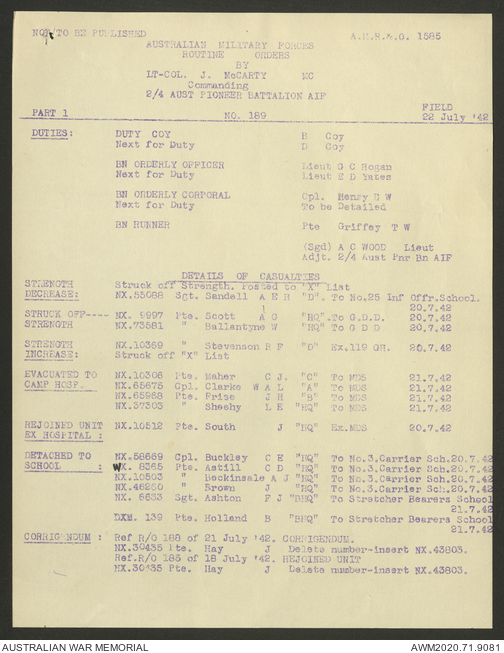 NOT TO BE PUBLISHED A.M.R.&.O. 1585
AUSTRALIAN MILITARY FORCES
ROUTINE ORDERS
BY
LT-COL. J. McCARTY MC
Commanding
2/4 AUST PIONEER BATTALION AIF
PART 1 NO. 189 FIELD
22 July '42
DUTIES: DUTY COY B Coy
Next for Duty D Coy
BN ORDERLY OFFICER Lieut G C Hogan
Next for Duty Lieut E D Yates
BN ORDERLY CORPORAL Cpl. Henry E W
Next for Duty To be Detailed
BN RUNNER Pte Griffey T W
(Sgd) A C WOOD Lieut
Adjt. 2/4 Aust Pnr Bn AIF
DETAILS OF CASUALTIES
STRENGTH Struck off Strength. Posted to "X" List
DECREASE: NX.55088 Sgt. Sendall A E H "D". To No.25 Inf Offr.School.
20.7.42
STRUCK OFF---- NX. 9997 Pte. Scott A G "HQ".To G.D.D. 20.7.42
STRENGTH NX.73581 " Ballantyne W "HQ"To G D D 20.7.42
STRENGTH NX.10369 " Stevenson R F "D" Ex.119 GH. 20.7.42
INCREASE: Struck off "X" List
EVACUATED TO NX.10308 Pte. Maher C J. "C" To MDS 21.7.42
CAMP HOSP. NX.65675 Cpl. Clarke W A L "A" To MDS 21.7.42
NX.65968 Pte. Frise J H "B" To MDS 21.7.42
NX.37303 " Sheehy L E "HQ" To MDS 21.7.42
REJOINED UNIT NX.10512 Pte. South J "HQ" Ex.MDS 20.7.42
EX HOSPITAL :
DETACHED TO NX.58689 Cpl. Buckley C E "HQ" To No.3.Carrier Sch.20.7.42
SCHOOL : WX. 8365 Pte. Astill C D "HQ" To No.3.Carrier Sch.20.7.42
NX.10503 " Beckinsale A J "HQ" To No.3.Carrier Sch.20.7.42
NX.46250 " Brown J "HQ" To No.3.Carrier Sch.20.7.42
NX. 5633 Sgt. Ashton F J "BHQ" To Stretcher Bearers School
21.7.42
DXM. 139 Pte. Holland B "BHQ" To Stretcher Bearers School
21.7.42
CORRIGENDUM : Ref R/O 188 of 21 July '42. CORRIGENDUM.
NX.30435 Pte. Hay J Delete number-insert NX.43803.
Ref.R/O 185 of 18 July '42. REJOINED UNIT
NX.30435 Pte. Hay J Delete number-insert NX.43803.
AUSTRALIAN WAR MEMORIAL AWM2020.71.9081